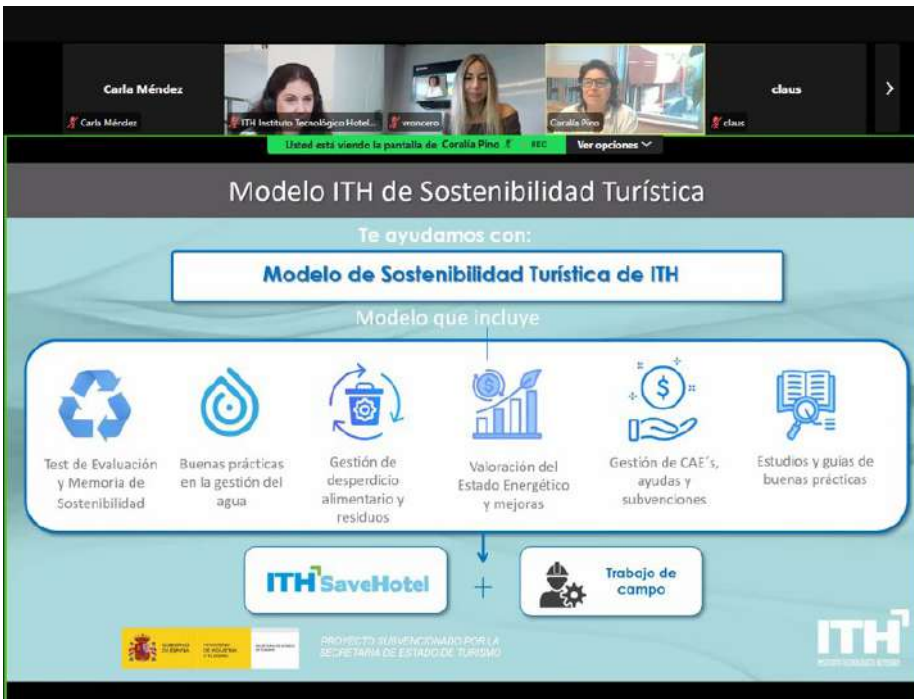 Carla Méndez
claus
Carla Méndez
ITH Instituto Tecnológico Hotel...
vroncero
Coralía Pino
claus
Usted está viendo la pantalla de Coralía Pino
REC
Ver opciones
Modelo ITH de Sostenibilidad Turística
Te ayudamos con:
Modelo de Sostenibilidad Turística de ITH
Modelo que incluye
Test de Evaluación
y Memoria de
Sostenibilidad
Buenas prácticas
en la gestión del
agua
Gestión de
desperdicio
alimentario y
residuos
Valoración del
Estado Energético
y mejoras
Gestión de CAE´s,
ayudas y
subvenciones
Estudios y guías de
buenas prácticas
ITH SaveHotel
+
Trabajo de
campo
PROYECTO SUBVENCIONADO POR LA
SECRETARIA DE ESTADO DE TURISMO
ITH